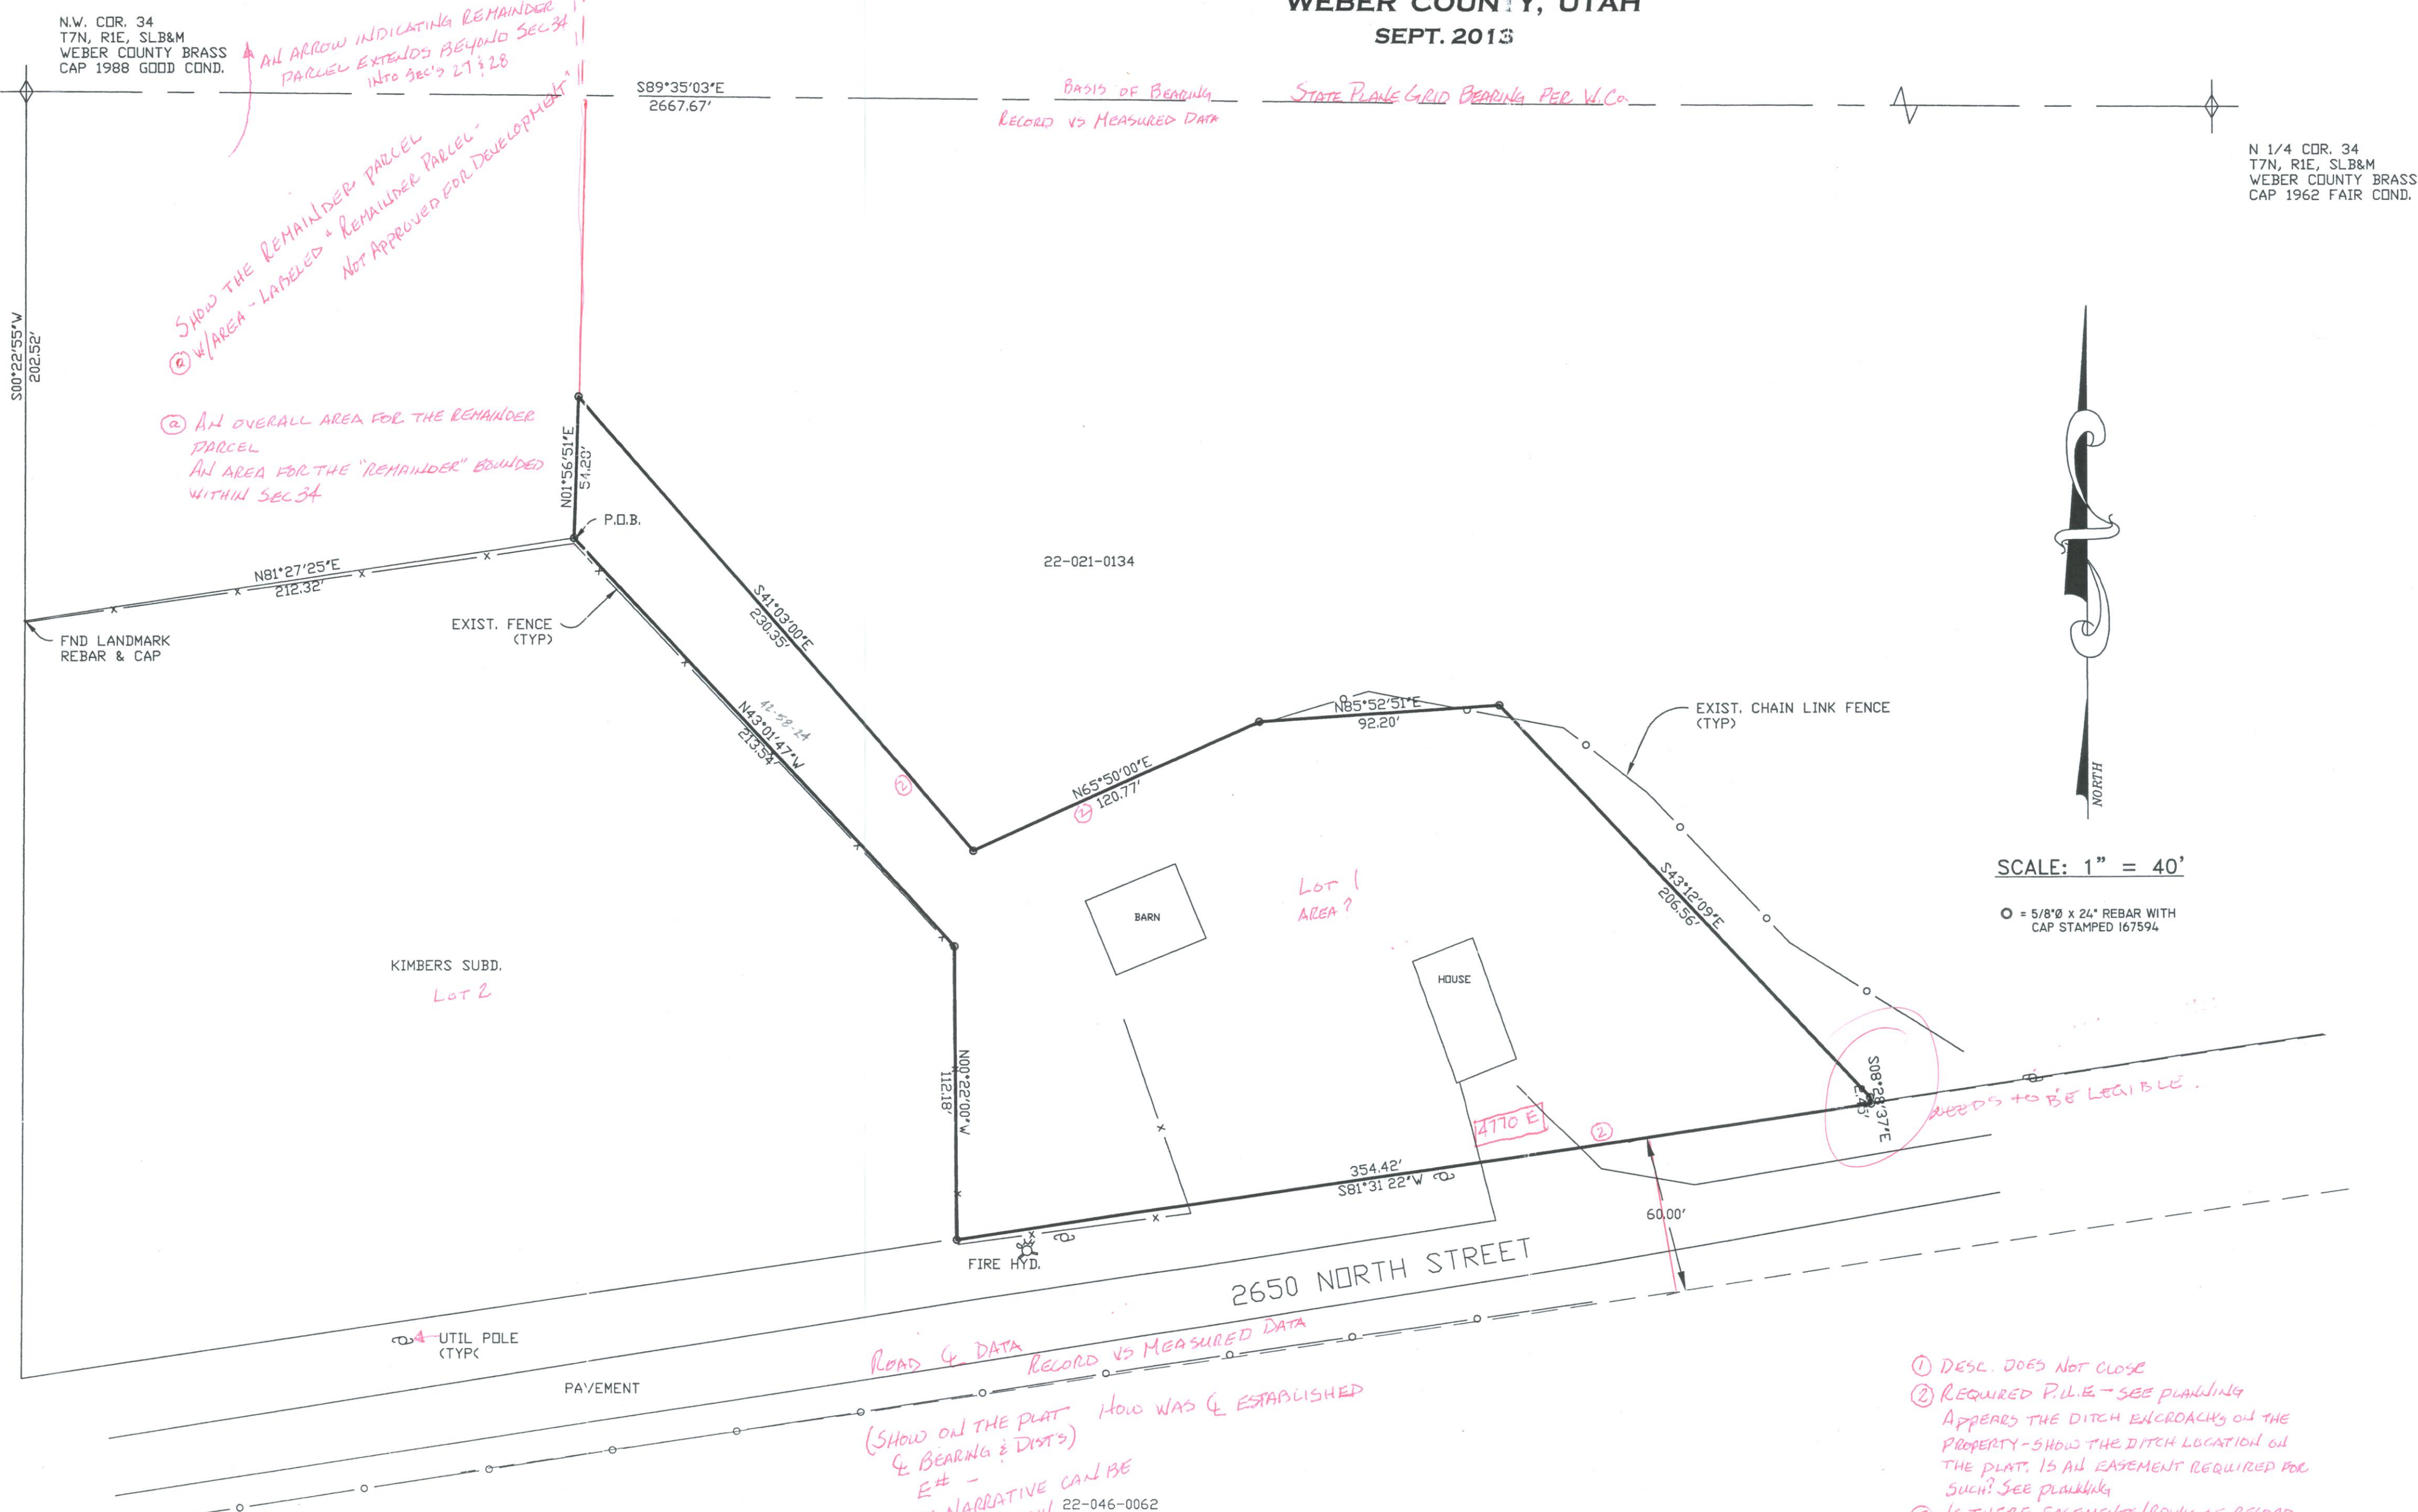 WEBER COUNTY, UTAH
SEPT. 2013
N.W. COR. 34
T7N, R1E, SLB&M
WEBER COUNTY BRASS
CAP 1988 GOOD COND.
AN ARROW INDICATING REMAINDER
PARCEL EXTENDS BEYOND SEC 34
INTO SEC'S 27 & 28
S89°35'03"E
2667.67'
BASIS OF BEARING
STATE PLANE GRID BEARING PER W.Co.
RECORD VS MEASURED DATA
N 1/4 COR. 34
T7N, R1E, SLB&M
WEBER COUNTY BRASS
CAP 1962 FAIR COND.
SHOW THE REMAINDER PARCEL
ⓐ W/AREA - LABELED "REMAINDER PARCEL-
NOT APPROVED FOR DEVELOPMENT"
S00°22'55"W
202.52'
ⓐ AN OVERALL AREA FOR THE REMAINDER
PARCEL
AN AREA FOR THE "REMAINDER" BOUNDED
WITHIN SEC 34
N01°56'51"E
P.O.B.
N81°27'25"E
212.32'
FND LANDMARK
REBAR & CAP
EXIST. FENCE
(TYP)
S41°03'00"E
230.35'
22-021-0134
42-58-24
N43°01'47"W
213.54'
②
N65°50'00"E
② 120.77'
N85°52'51"E
92.20'
EXIST. CHAIN LINK FENCE
(TYP)
NORTH
SCALE: 1" = 40'
O = 5/8"Ø x 24" REBAR WITH
CAP STAMPED 167594
S43°12'09"E
206.56'
LOT 1
AREA?
BARN
HOUSE
KIMBERS SUBD.
LOT 2
N00°22'00"W
112.18'
S08°28'37"E
NEEDS TO BE LEGIBLE.
4770 E
②
354.42'
S81°31 22"W
60.00'
FIRE HYD.
2650 NORTH STREET
UTIL POLE
(TYP(
PAVEMENT
ROAD ℄ DATA
RECORD VS MEASURED DATA
(SHOW ON THE PLAT HOW WAS ℄ ESTABLISHED
℄ BEARING & DIST'S)
E# -
NARRATIVE CAN BE
22-046-0062
① DESC. DOES NOT CLOSE
② REQUIRED P.U.E - SEE PLANNING
APPEARS THE DITCH ENCROACHS ON THE
PROPERTY - SHOW THE DITCH LOCATION ON
THE PLAT. IS AN EASEMENT REQUIRED FOR
SUCH? SEE PLANNING